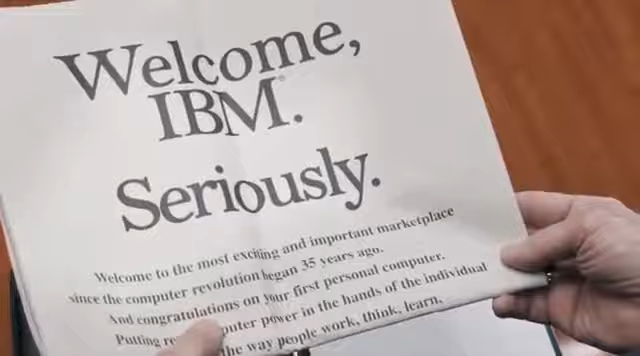 Welcome,
IBM®.
Seriously.
Welcome to the most exciting and important marketplace
since the computer revolution began 35 years ago.
And congratulations on your first personal computer.
Putting puter power in the hands of the individual
the way people work, think, learn,